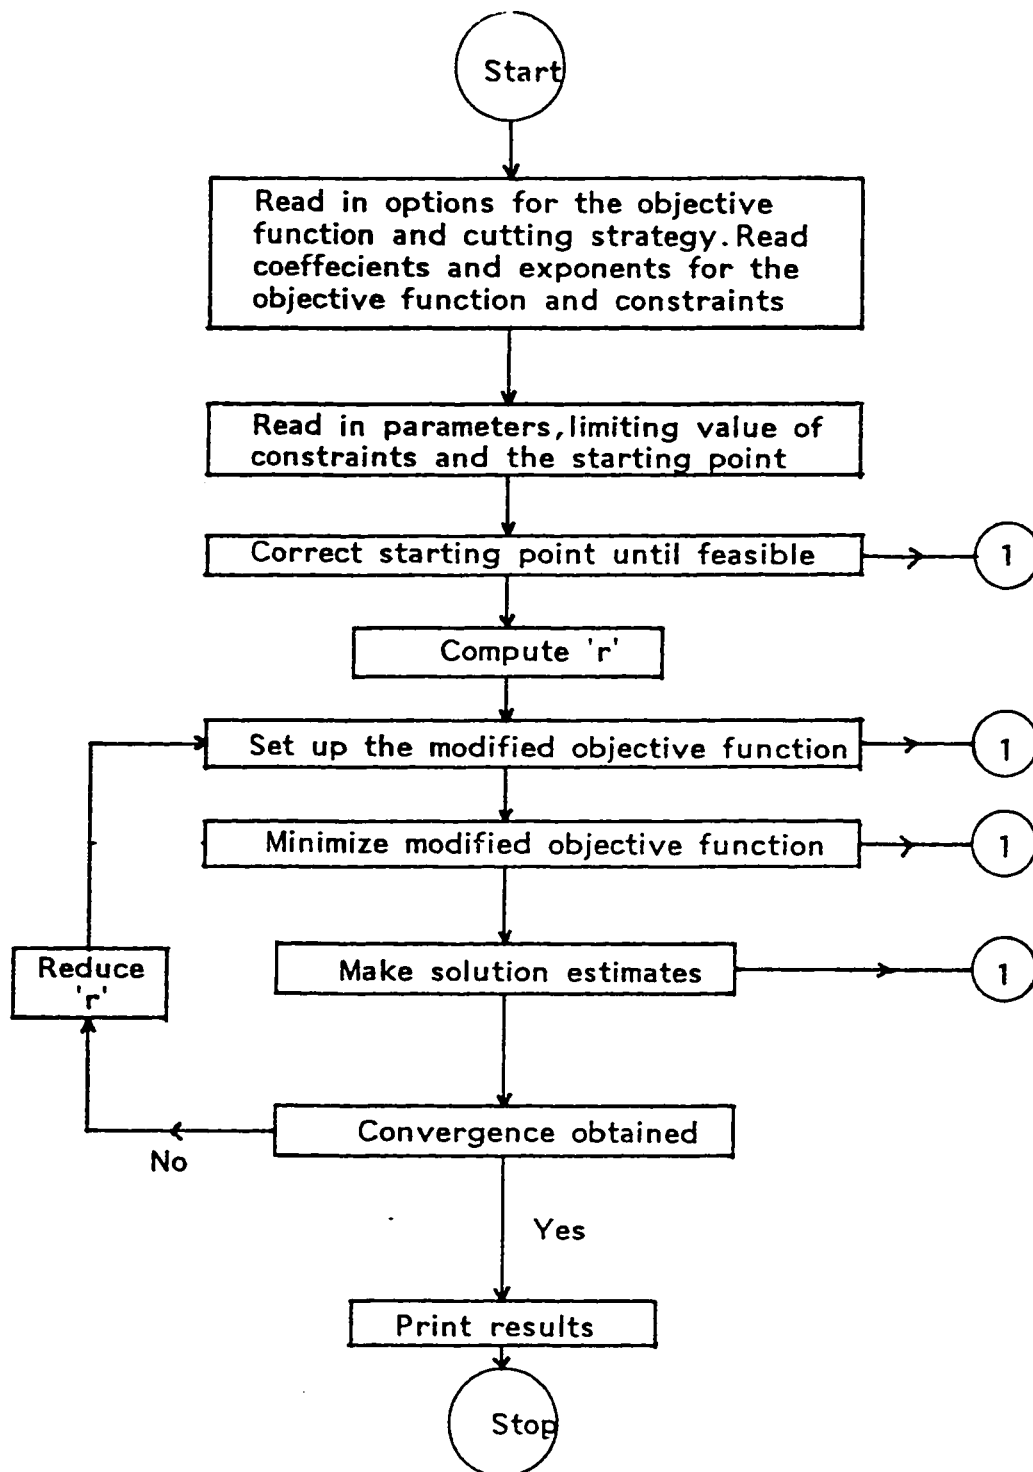 Start
Read in options for the objective
function and cutting strategy. Read
coeffecients and exponents for the
objective function and constraints
Read in parameters, limiting value of
constraints and the starting point
Correct starting point until feasible
1
Compute 'r'
Set up the modified objective function
1
Minimize modified objective function
1
Reduce
'r'
Make solution estimates
1
Convergence obtained
No
Yes
Print results
Stop